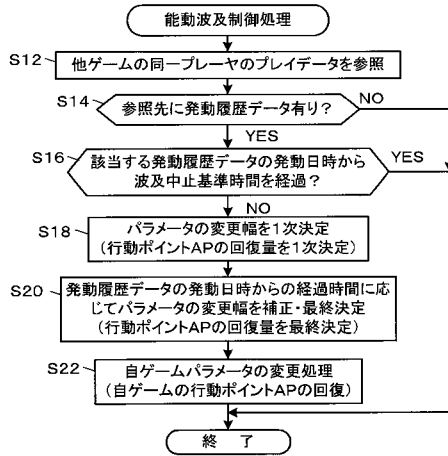 能動波及制御処理
S12
他ゲームの同一プレーヤのプレイデータを参照
S14
参照先に発動履歴データ有り？
NO
YES
S16
該当する発動履歴データの発動日時から
波及中止基準時間を経過？
YES
NO
S18
パラメータの変更幅を1次決定
(行動ポイントAPの回復量を1次決定)
S20
発動履歴データの発動日時からの経過時間に応
じてパラメータの変更幅を補正・最終決定
(行動ポイントAPの回復量を最終決定)
S22
自ゲームパラメータの変更処理
(自ゲームの行動ポイントAPの回復)
終 了